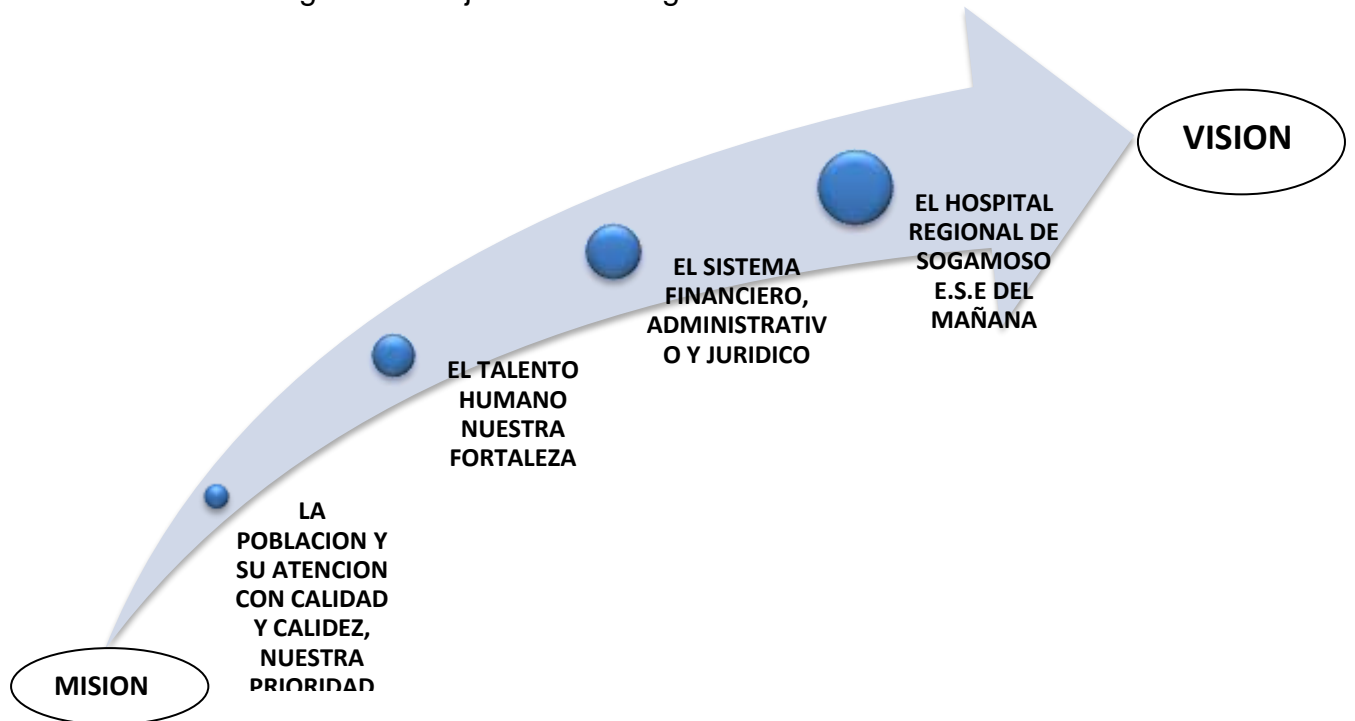 VISION
EL HOSPITAL
REGIONAL DE
SOGAMOSO
E.S.E DEL
MAÑANA
EL SISTEMA
FINANCIERO,
ADMINISTRATIV
O Y JURIDICO
EL TALENTO
HUMANO
NUESTRA
FORTALEZA
LA
POBLACION Y
SU ATENCION
CON CALIDAD
Y CALIDEZ,
NUESTRA
PRIORIDAD
MISION